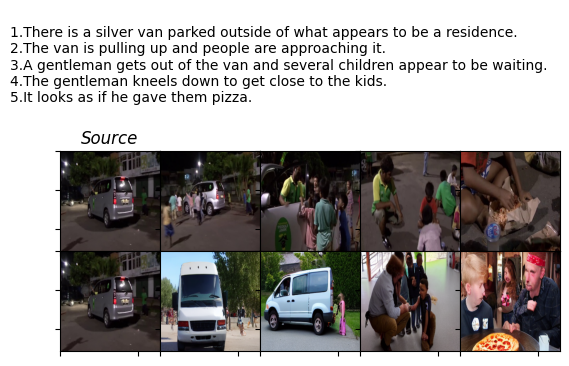 1.There is a silver van parked outside of what appears to be a residence.
2.The van is pulling up and people are approaching it.
3.A gentleman gets out of the van and several children appear to be waiting.
4.The gentleman kneels down to get close to the kids.
5.It looks as if he gave them pizza.
Source